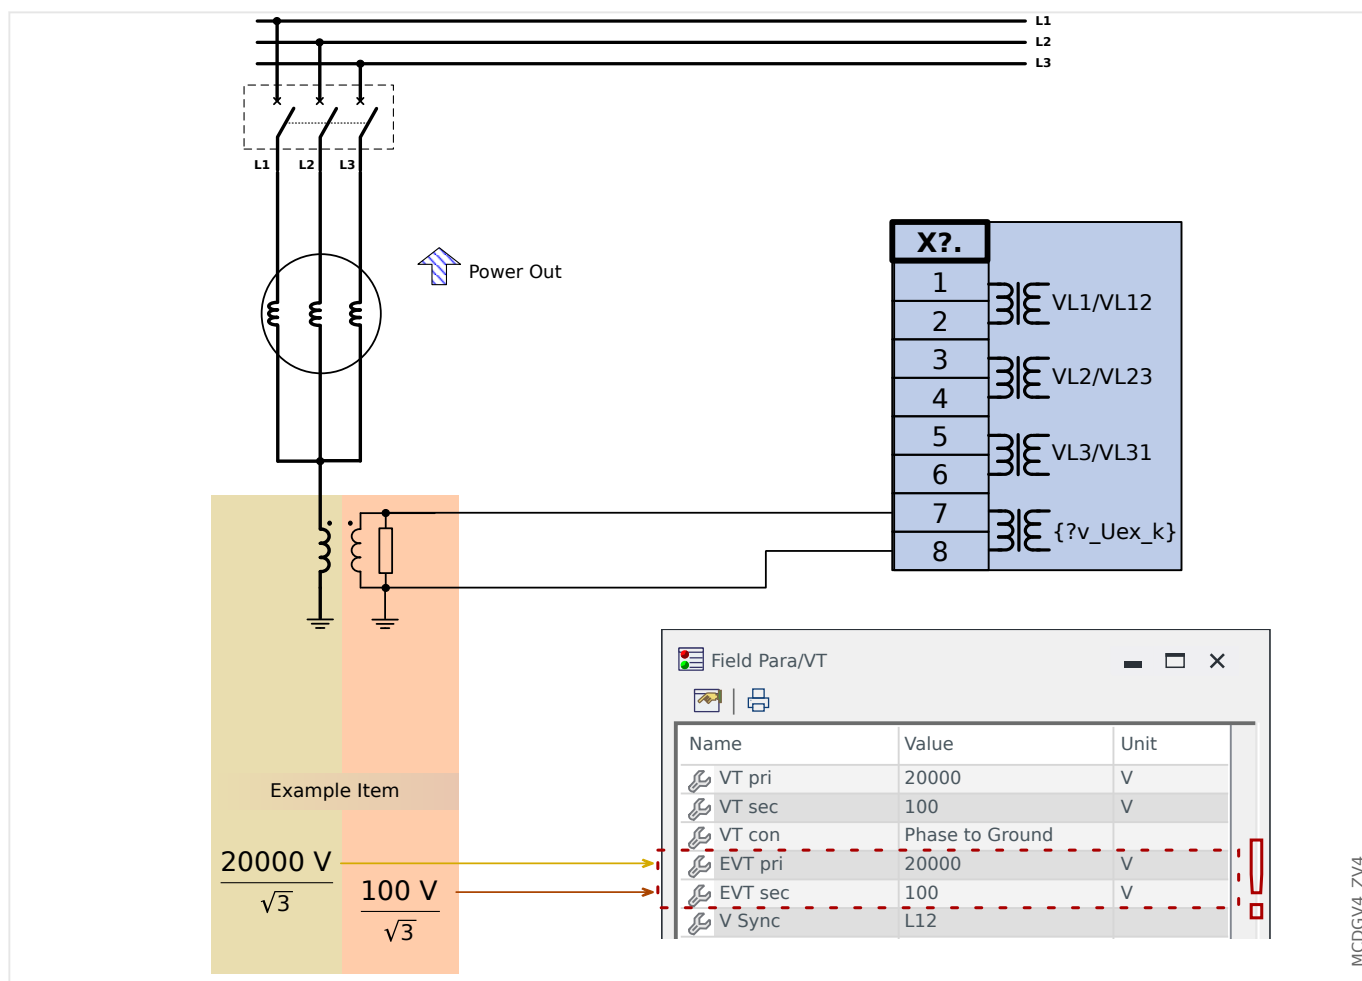 L1
L2
L3
L1 L2 L3
Power Out
X?.
1
2
3
4
5
6
7
8
VL1/VL12
VL2/VL23
VL3/VL31
{?v_Uex_k}
Example Item
20000 V
√3
100 V
√3
Field Para/VT
Name Value Unit
VT pri 20000 V
VT sec 100 V
VT con Phase to Ground
EVT pri 20000 V
EVT sec 100 V
V Sync L12
!
MCDGV4_ZV4